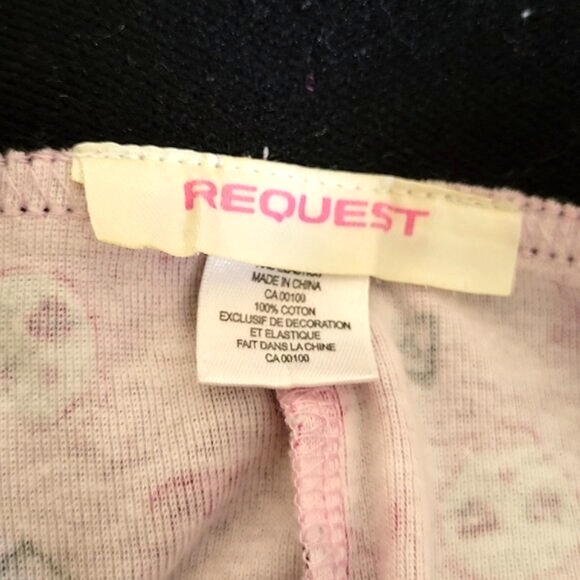 REQUEST
MADE IN CHINA
CA 00100
100% COTON
EXCLUSIF DE DECORATION
ET ELASTIQUE
FAIT DANS LA CHINE
CA 00100